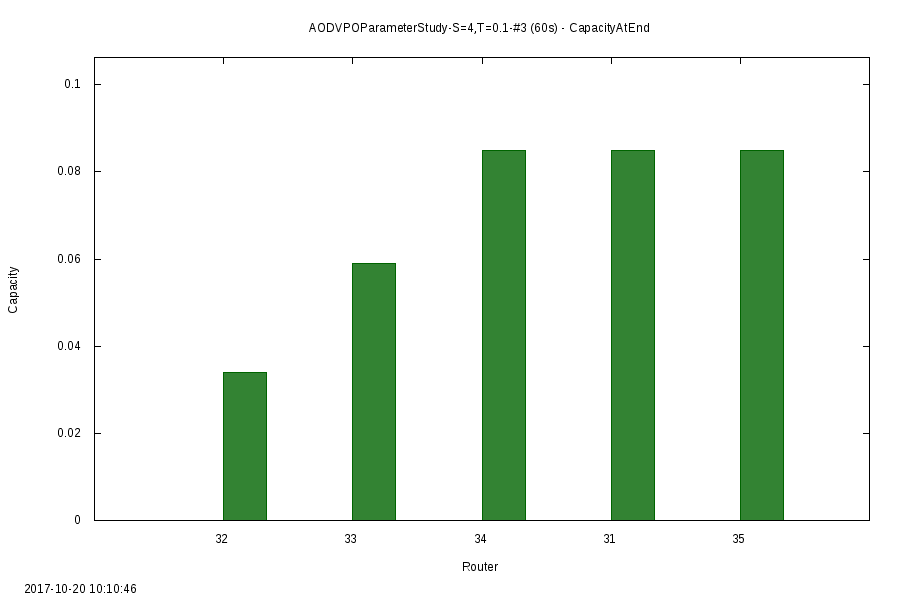 AODVPOParameterStudy-S=4,T=0.1-#3 (60s) - CapacityAtEnd
0.1
0.08
0.06
0.04
0.02
0
Capacity
32 33 34 31 35
Router
2017-10-20 10:10:46